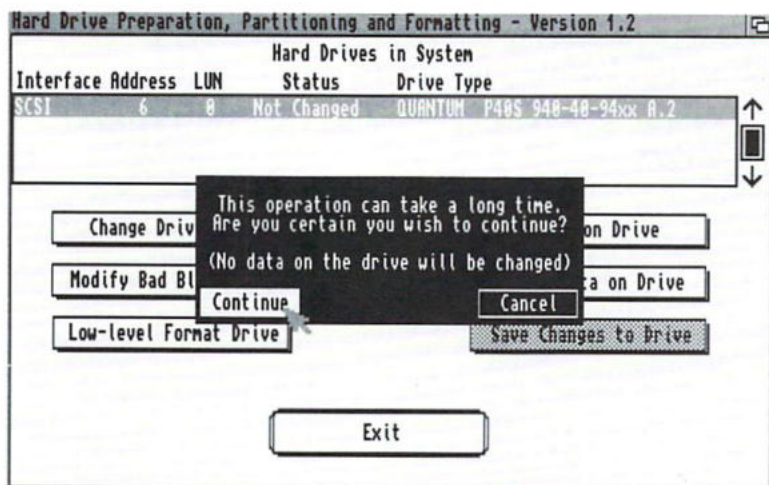 Hard Drive Preparation, Partitioning and Formatting - Version 1.2
Hard Drives in System
Interface Address LUN Status Drive Type
SCSI 6 0 Not Changed QUANTUM P40S 940-40-94xx A.2
This operation can take a long time.
Are you certain you wish to continue?
(No data on the drive will be changed)
Continue Cancel
Change Driv on Drive
Modify Bad Bl ta on Drive
Low-level Format Drive Save Changes to Drive
Exit